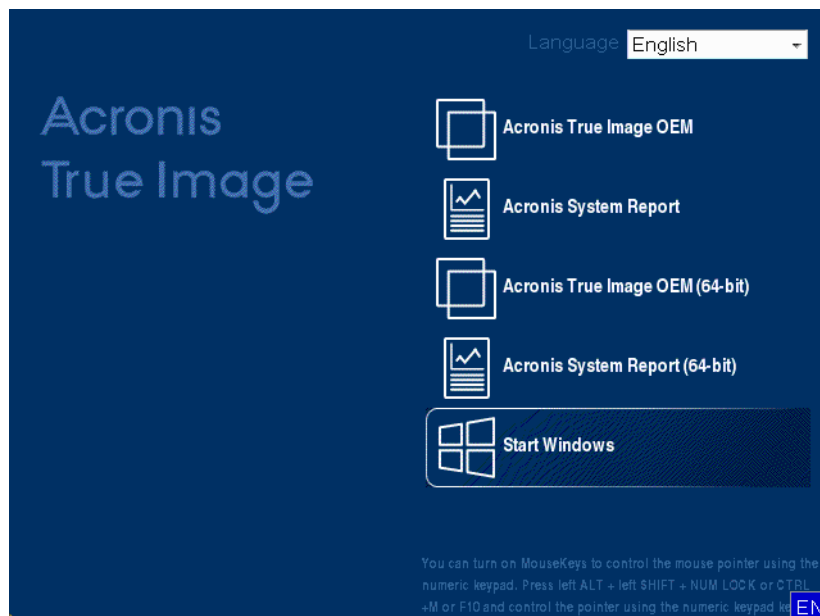 Language English
Acronis
True Image
Acronis True Image OEM
Acronis System Report
Acronis True Image OEM (64-bit)
Acronis System Report (64-bit)
Start Windows
You can turn on MouseKeys to control the mouse pointer using the
numeric keypad. Press left ALT + left SHIFT + NUM LOCK or CTRL
+M or F10 and control the pointer using the numeric keypad
EN